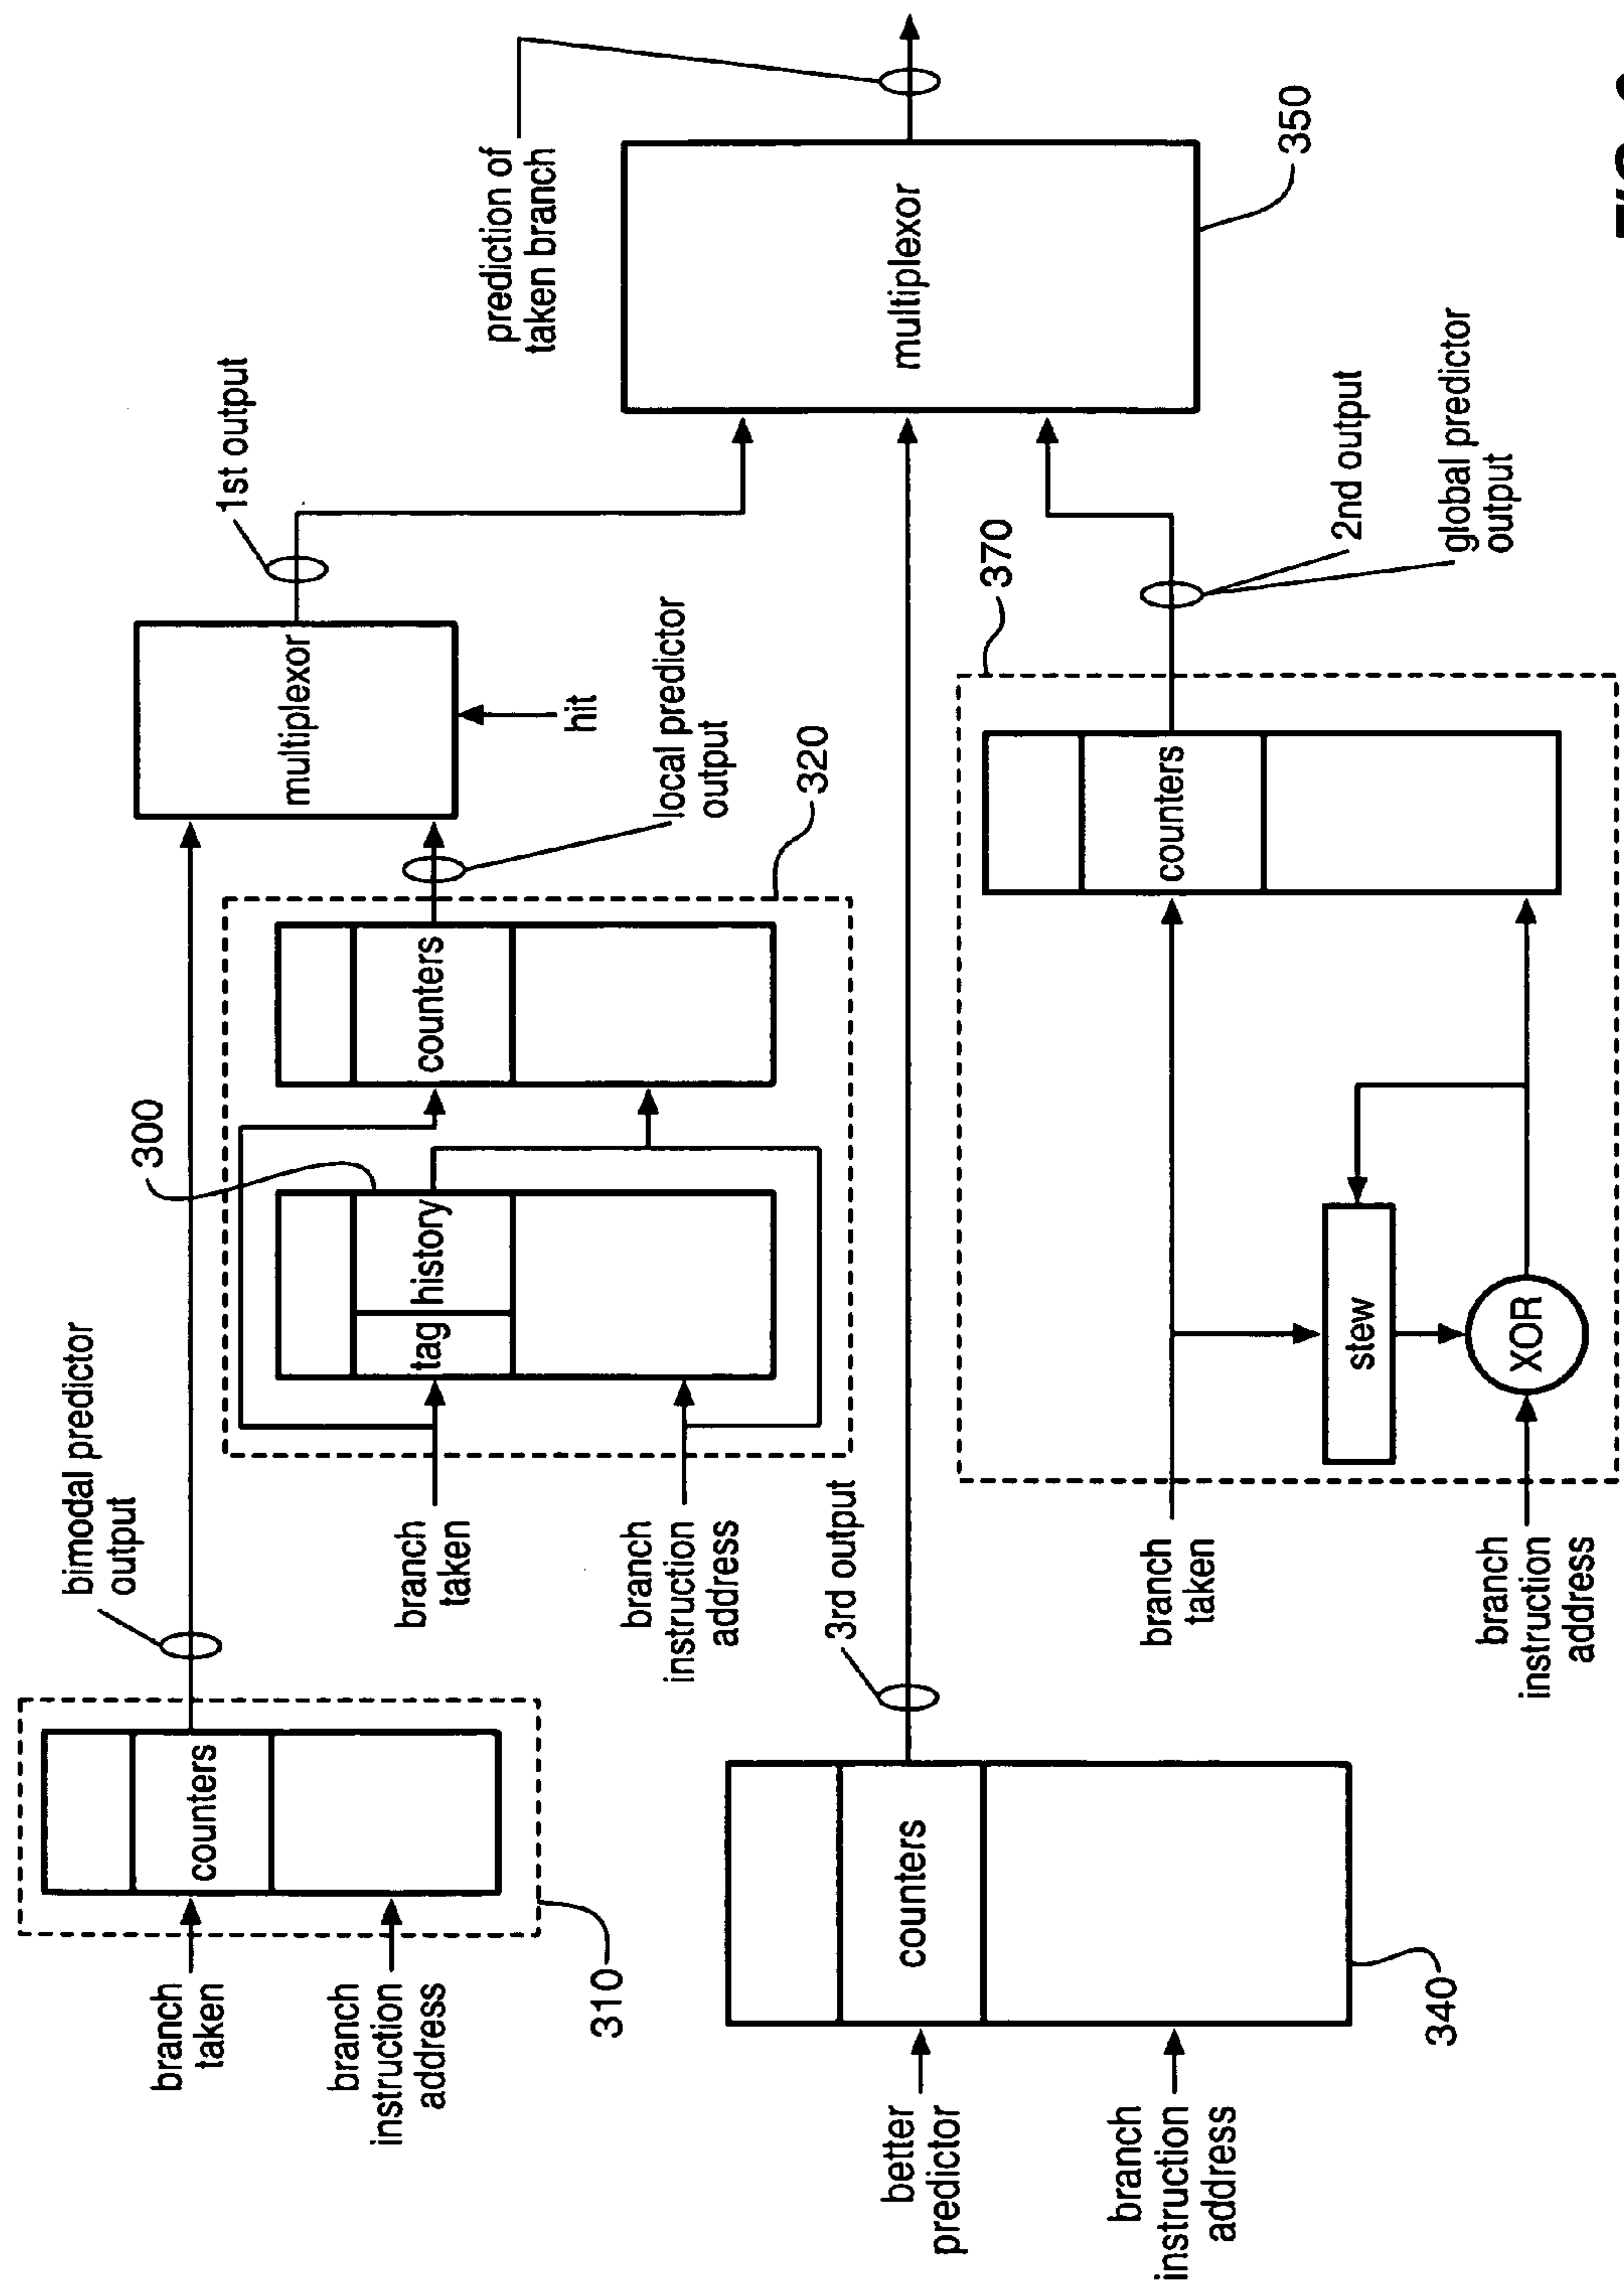 bimodal predictor
output
counters
branch
taken
branch
instruction
address
310
300
tag
history
counters
branch
taken
branch
instruction
address
local predictor
output
320
multiplexor
hit
1st output
prediction of
taken branch
multiplexor
350
3rd output
counters
better
predictor
branch
instruction
address
340
370
counters
stew
XOR
branch
taken
branch
instruction
address
2nd output
global predictor
output